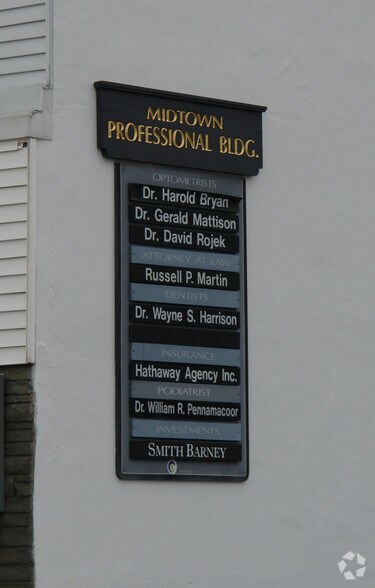 MIDTOWN
PROFESSIONAL BLDG.
OPTOMETRISTS
Dr. Harold Bryan
Dr. Gerald Mattison
Dr. David Rojek
ATTORNEY AT LAW
Russell P. Martin
DENTISTS
Dr. Wayne S. Harrison
INSURANCE
Hathaway Agency Inc.
PODIATRIST
Dr. William R. Pennamacoor
INVESTMENTS
SMITH BARNEY